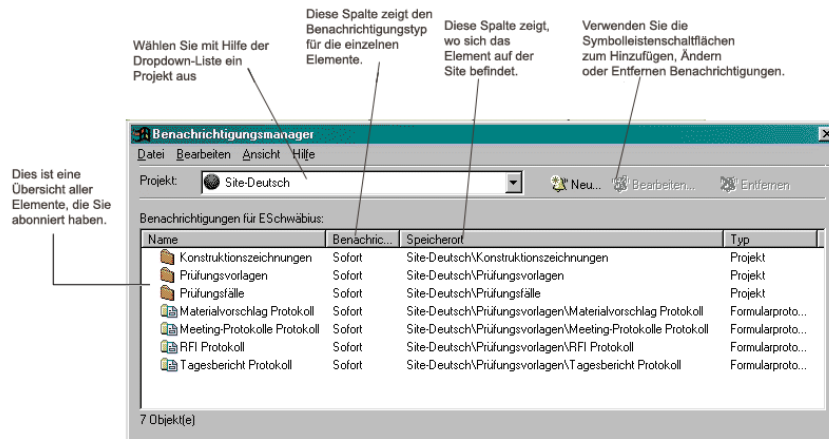 Wählen Sie mit Hilfe der
Dropdown-Liste ein
Projekt aus
Diese Spalte zeigt den
Benachrichtigungstyp
für die einzelnen
Elemente.
Diese Spalte zeigt,
wo sich das
Element auf der
Site befindet.
Verwenden Sie die
Symbolleistenschaltflächen
zum Hinzufügen, Ändern
oder Entfernen Benachrichtigungen.
Dies ist eine
Übersicht aller
Elemente, die Sie
abonniert haben.
Benachrichtigungsmanager
Datei Bearbeiten Ansicht Hilfe
Projekt: Site-Deutsch Neu... Bearbeiten... Entfernen
Benachrichtigungen für ESchwäbius:
Name Benachric... Speicherort Typ
Konstruktionszeichnungen Sofort Site-Deutsch\Konstruktionszeichnungen Projekt
Prüfungsvorlagen Sofort Site-Deutsch\Prüfungsvorlagen Projekt
Prüfungsfälle Sofort Site-Deutsch\Prüfungsfälle Projekt
Materialvorschlag Protokoll Sofort Site-Deutsch\Prüfungsvorlagen\Materialvorschlag Protokoll Formularproto...
Meeting-Protokolle Protokoll Sofort Site-Deutsch\Prüfungsvorlagen\Meeting-Protokolle Protokoll Formularproto...
RFI Protokoll Sofort Site-Deutsch\Prüfungsvorlagen\RFI Protokoll Formularproto...
Tagesbericht Protokoll Sofort Site-Deutsch\Prüfungsvorlagen\Tagesbericht Protokoll Formularproto...
7 Objekt(e)